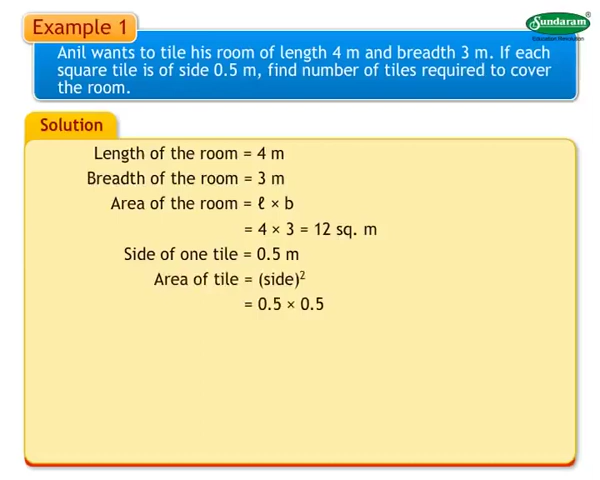 Example 1
Sundaram®
Education Revolution
Anil wants to tile his room of length 4 m and breadth 3 m. If each
square tile is of side 0.5 m, find number of tiles required to cover
the room.
Solution
Length of the room = 4 m
Breadth of the room = 3 m
Area of the room = ℓ × b
= 4 × 3 = 12 sq. m
Side of one tile = 0.5 m
Area of tile = (side)²
= 0.5 × 0.5